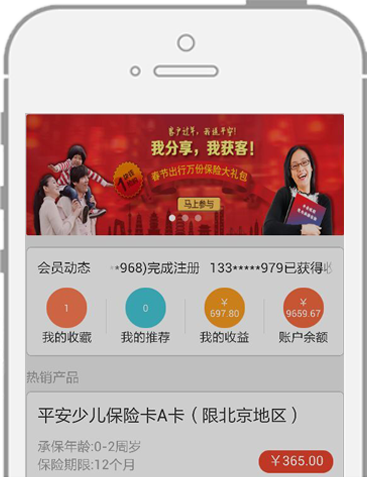 客户过年，面送平安！
我分享，我获客！
春节出行万份保险大礼包
马上参与
会员动态 *968)完成注册 133*****979已获得收
1
0
¥ 697.80
¥ 9659.67
我的收藏 我的推荐 我的收益 账户余额
热销产品
平安少儿保险卡A卡（限北京地区）
承保年龄:0-2周岁
保险期限:12个月
¥365.00